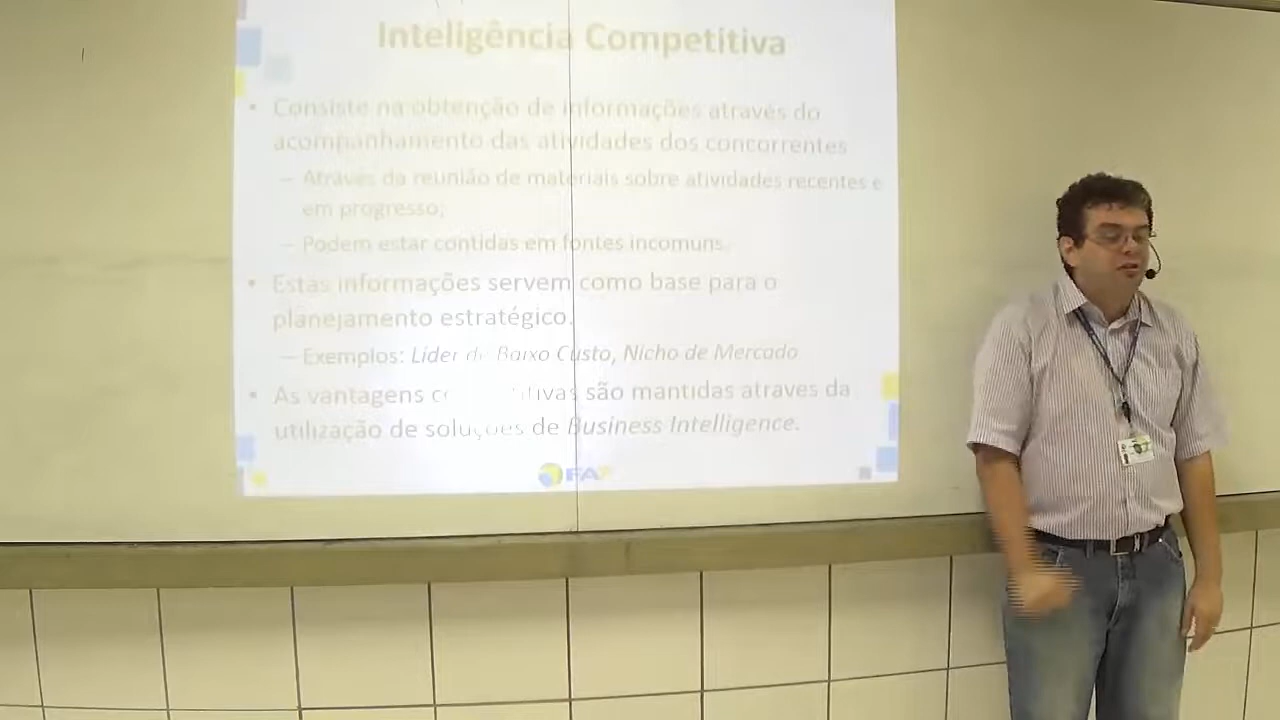 Inteligência Competitiva
• Consiste na obtenção de informações através do
acompanhamento das atividades dos concorrentes
– Através da reunião de materiais sobre atividades recentes e
em progresso;
– Podem estar contidas em fontes incomuns.
• Estas informações servem como base para o
planejamento estratégico.
– Exemplos: Líder de Baixo Custo, Nicho de Mercado
• As vantagens são mantidas através da
utilização de soluções de Business Intelligence.